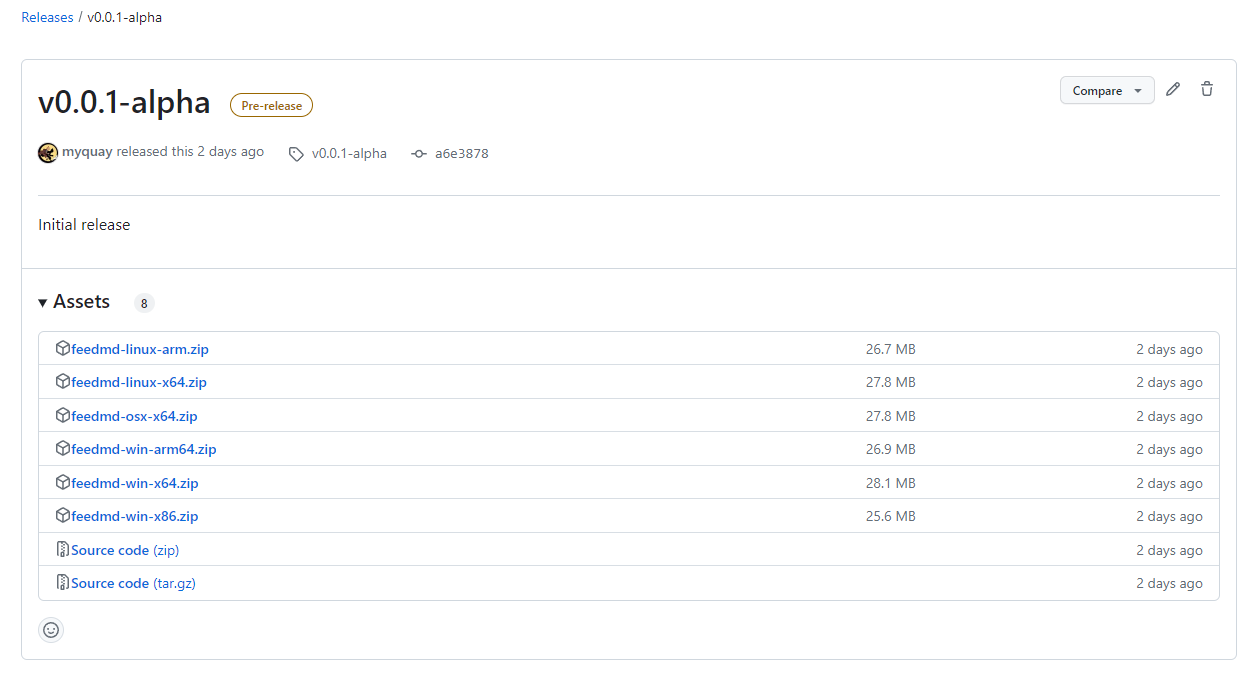 Releases / v0.0.1-alpha
v0.0.1-alpha Pre-release Compare
myquay released this 2 days ago v0.0.1-alpha a6e3878
Initial release
Assets 8
feedmd-linux-arm.zip 26.7 MB 2 days ago
feedmd-linux-x64.zip 27.8 MB 2 days ago
feedmd-osx-x64.zip 27.8 MB 2 days ago
feedmd-win-arm64.zip 26.9 MB 2 days ago
feedmd-win-x64.zip 28.1 MB 2 days ago
feedmd-win-x86.zip 25.6 MB 2 days ago
Source code (zip) 2 days ago
Source code (tar.gz) 2 days ago